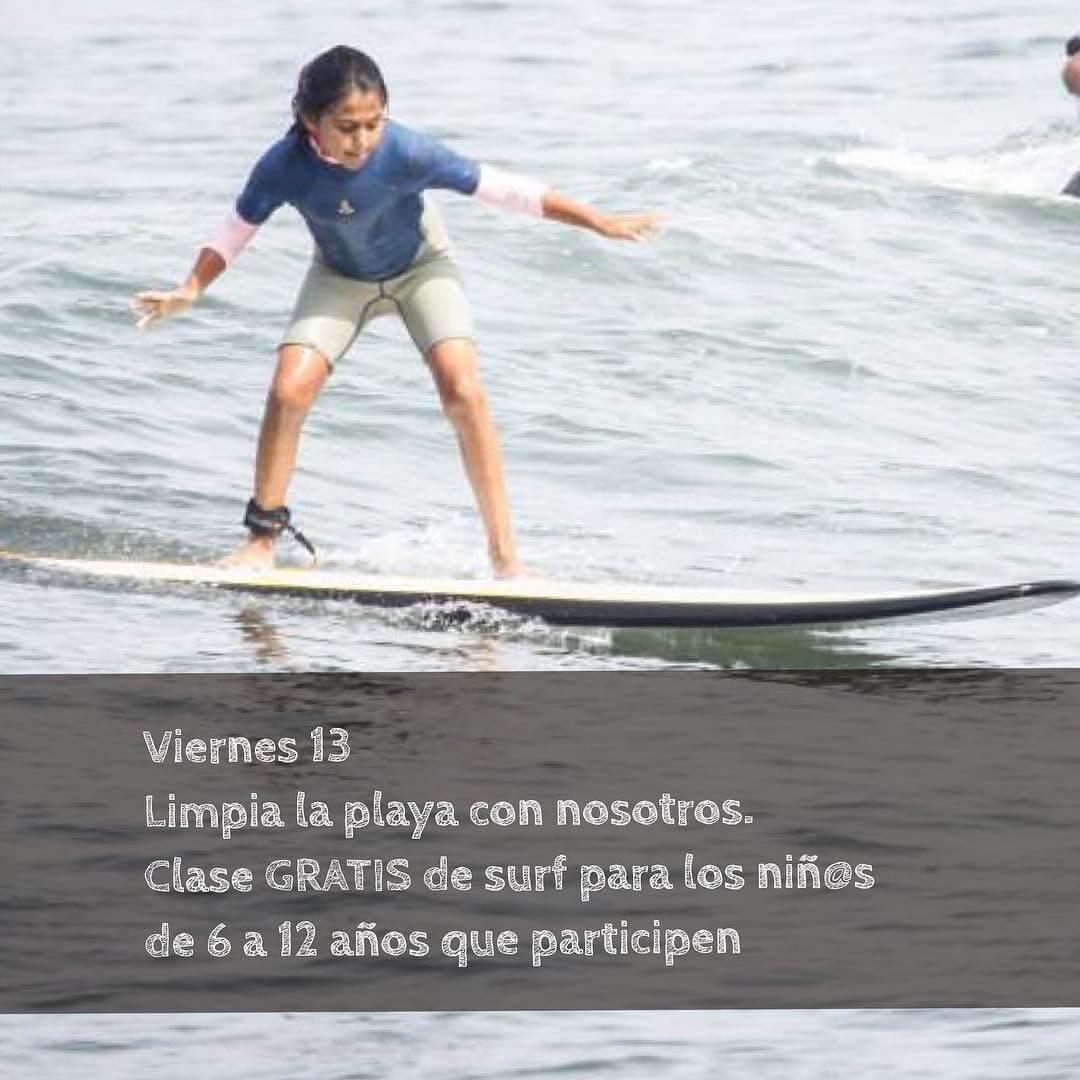 Viernes 13
Limpia la playa con nosotros.
Clase GRATIS de surf para los niñ@s
de 6 a 12 años que participen